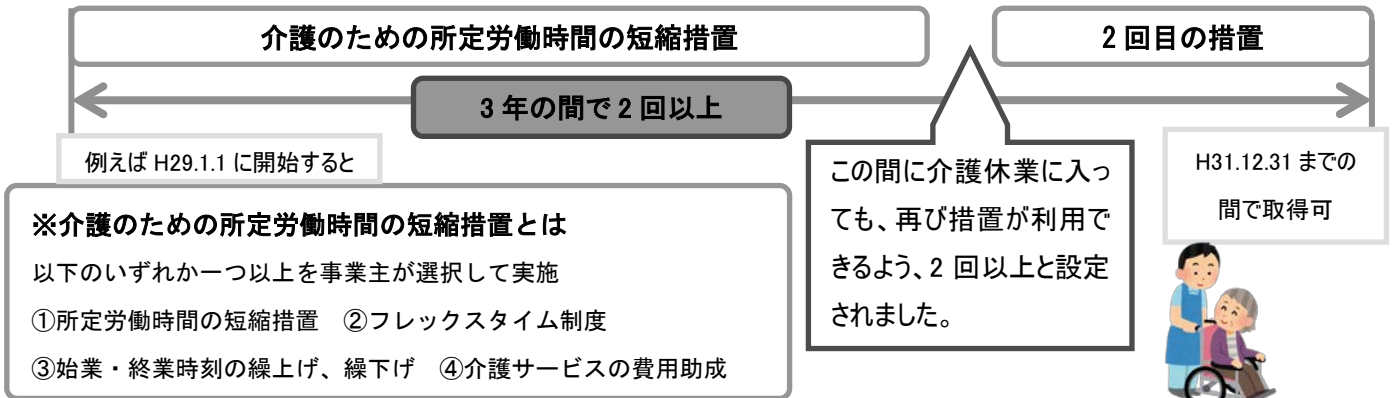 介護のための所定労働時間の短縮措置
2回目の措置
3年の間で2回以上
例えば H29.1.1 に開始すると
この間に介護休業に入っ
ても、再び措置が利用で
きるよう、2回以上と設定
されました。
H31.12.31 までの
間で取得可
※介護のための所定労働時間の短縮措置とは
以下のいずれか一つ以上を事業主が選択して実施
①所定労働時間の短縮措置 ②フレックスタイム制度
③始業・終業時刻の繰上げ、繰下げ ④介護サービスの費用助成